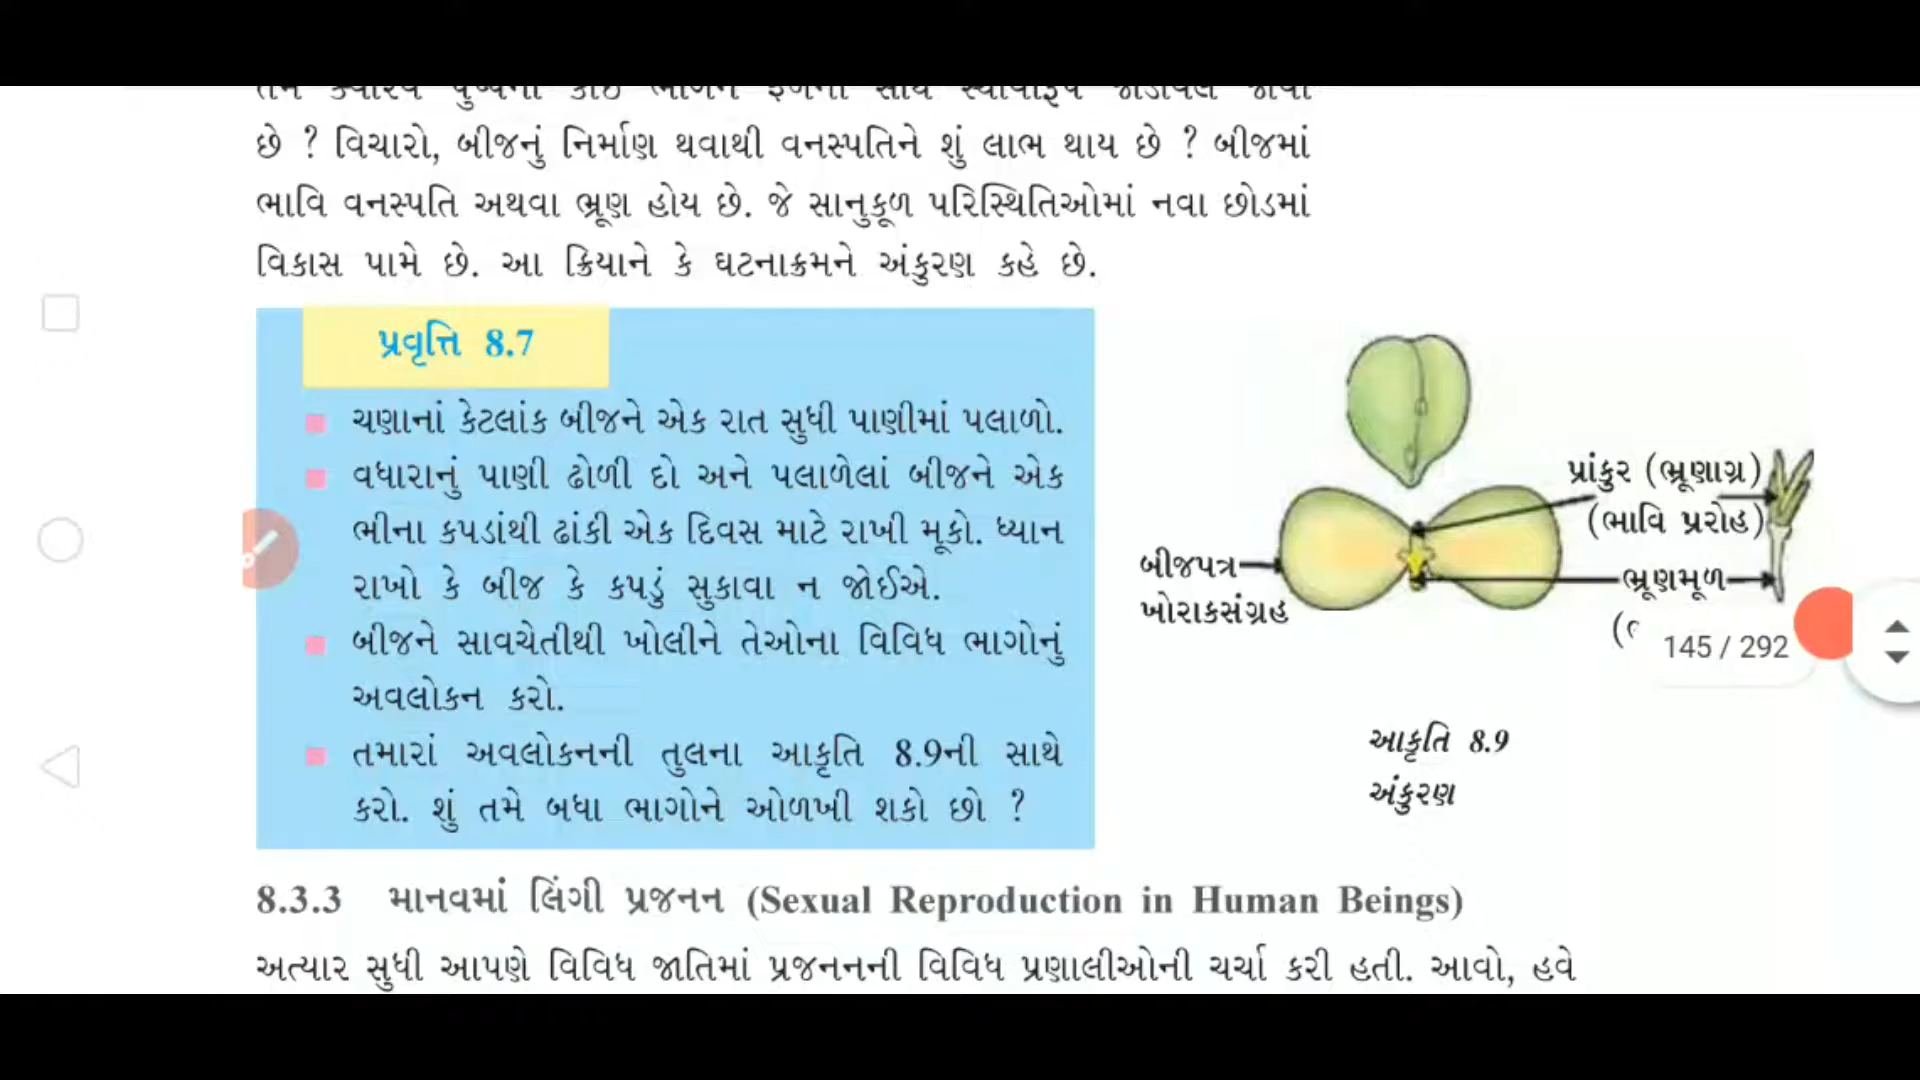 છે ? વિચારો, બીજનું નિર્માણ થવાથી વનસ્પતિને શું લાભ થાય છે ? બીજમાં
ભાવિ વનસ્પતિ અથવા ભ્રૂણ હોય છે. જે સાનુકૂળ પરિસ્થિતિઓમાં નવા છોડમાં
વિકાસ પામે છે. આ ક્રિયાને કે ઘટનાક્રમને અંકુરણ કહે છે.
પ્રવૃત્તિ 8.7
ચણાનાં કેટલાંક બીજને એક રાત સુધી પાણીમાં પલાળો.
વધારાનું પાણી ઢોળી દો અને પલાળેલાં બીજને એક
ભીના કપડાંથી ઢાંકી એક દિવસ માટે રાખી મૂકો. ધ્યાન
રાખો કે બીજ કે કપડું સુકાવા ન જોઈએ.
બીજને સાવચેતીથી ખોલીને તેઓના વિવિધ ભાગોનું
અવલોકન કરો.
તમારાં અવલોકનની તુલના આકૃતિ 8.9ની સાથે
કરો. શું તમે બધા ભાગોને ઓળખી શકો છો ?
પ્રાંકુર (ભ્રૂણાગ્ર)
(ભાવિ પ્રરોહ)
બીજપત્ર
ખોરાકસંગ્રહ
ભ્રૂણમૂળ
145 / 292
આકૃતિ 8.9
અંકુરણ
8.3.3 માનવમાં લિંગી પ્રજનન (Sexual Reproduction in Human Beings)
અત્યાર સુધી આપણે વિવિધ જાતિમાં પ્રજનનની વિવિધ પ્રણાલીઓની ચર્ચા કરી હતી. આવો, હવે